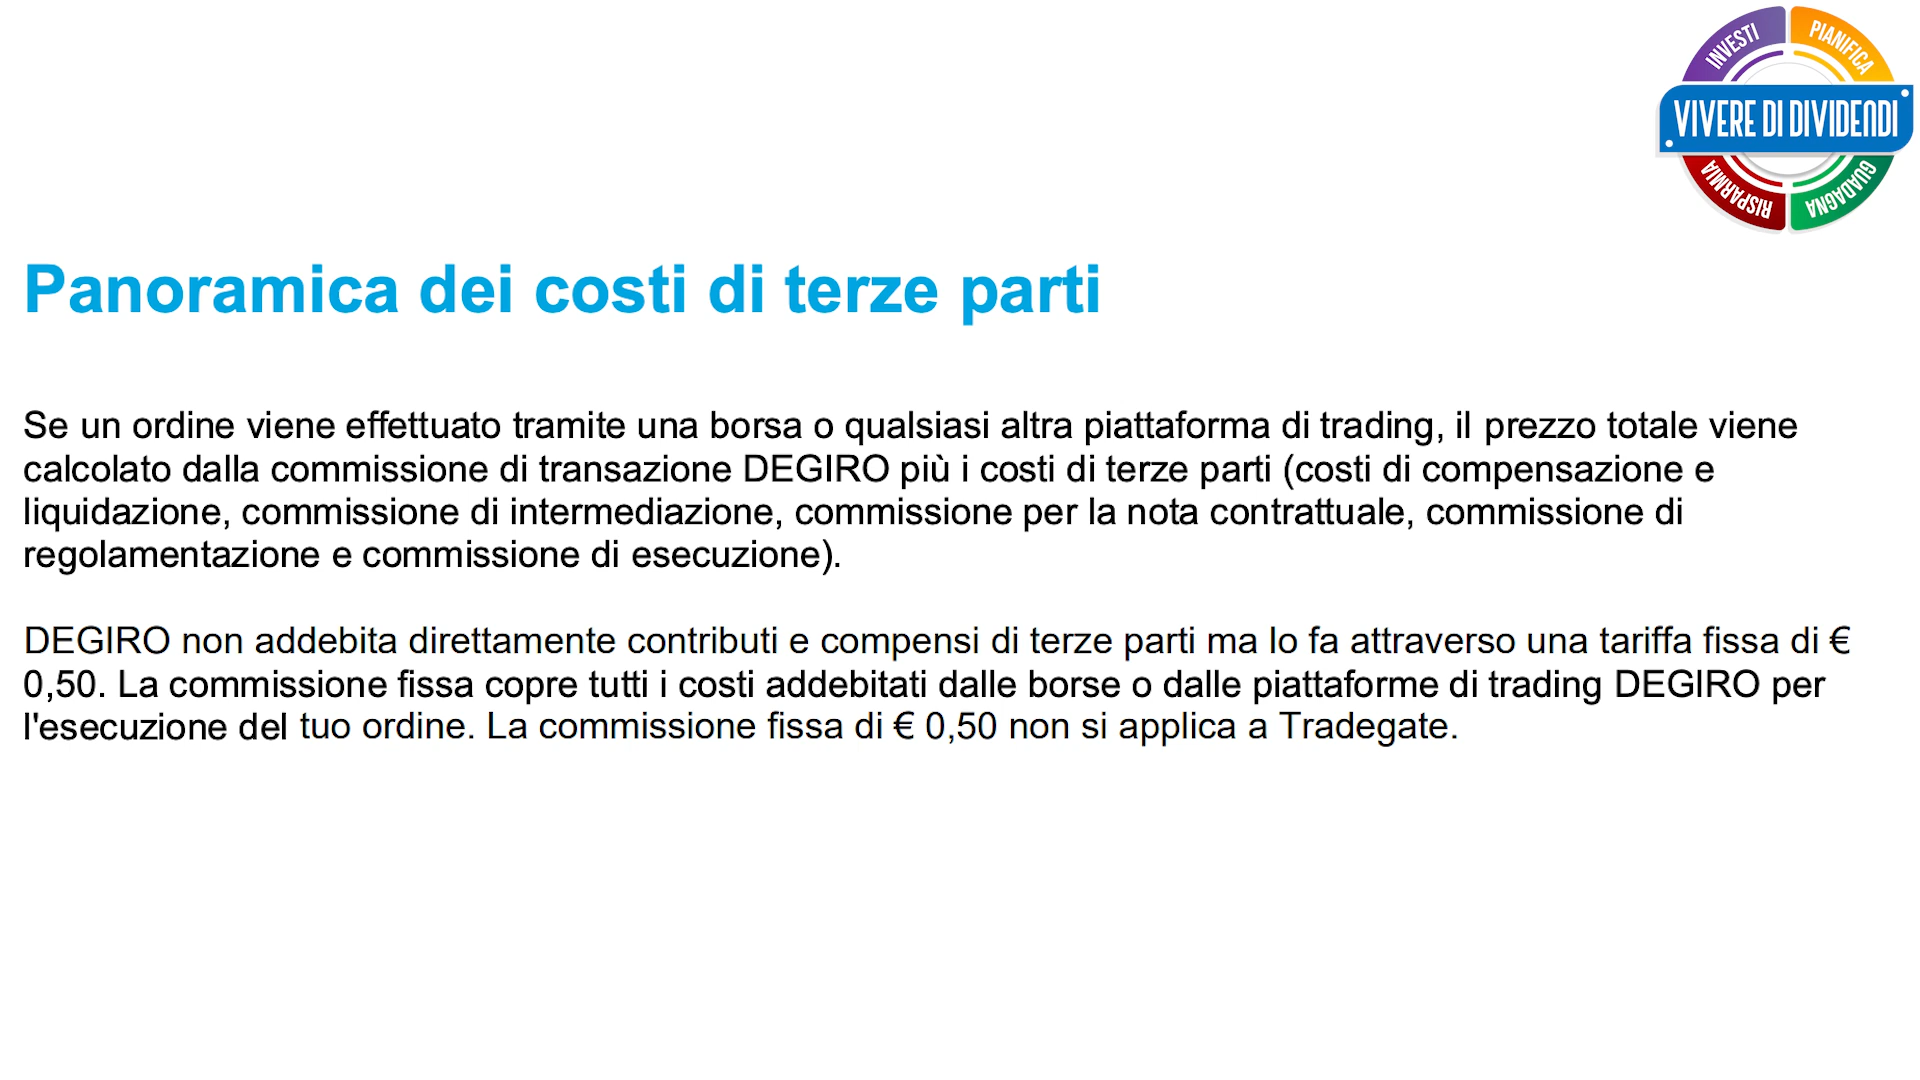 INVESTI
PIANIFICA
VIVERE DI DIVIDENDI
RISPARMIA
GUADAGNA
Panoramica dei costi di terze parti
Se un ordine viene effettuato tramite una borsa o qualsiasi altra piattaforma di trading, il prezzo totale viene
calcolato dalla commissione di transazione DEGIRO più i costi di terze parti (costi di compensazione e
liquidazione, commissione di intermediazione, commissione per la nota contrattuale, commissione di
regolamentazione e commissione di esecuzione).
DEGIRO non addebita direttamente contributi e compensi di terze parti ma lo fa attraverso una tariffa fissa di €
0,50. La commissione fissa copre tutti i costi addebitati dalle borse o dalle piattaforme di trading DEGIRO per
l'esecuzione del tuo ordine. La commissione fissa di € 0,50 non si applica a Tradegate.